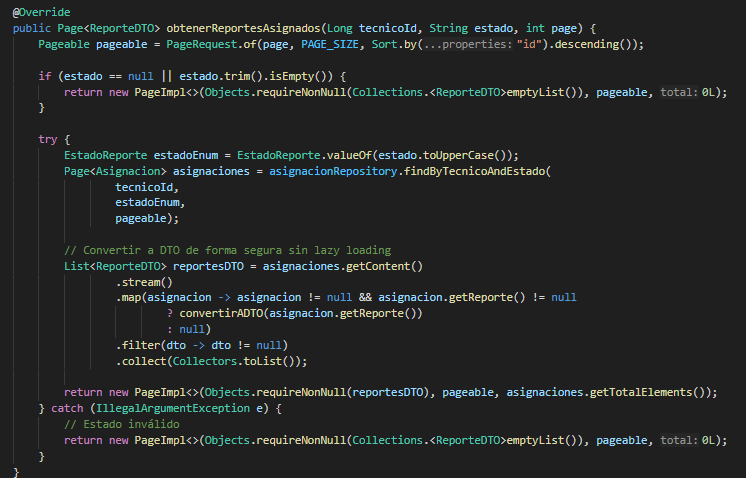 @Override
public Page<ReporteDTO> obtenerReportesAsignados(Long tecnicoId, String estado, int page) {
    Pageable pageable = PageRequest.of(page, PAGE_SIZE, Sort.by(...properties: "id").descending());

    if (estado == null || estado.trim().isEmpty()) {
        return new PageImpl<>(Objects.requireNonNull(Collections.<ReporteDTO>emptyList()), pageable, total: 0L);
    }

    try {
        EstadoReporte estadoEnum = EstadoReporte.valueOf(estado.toUpperCase());
        Page<Asignacion> asignaciones = asignacionRepository.findByTecnicoAndEstado(
                tecnicoId,
                estadoEnum,
                pageable);

        // Convertir a DTO de forma segura sin lazy loading
        List<ReporteDTO> reportesDTO = asignaciones.getContent()
                .stream()
                .map(asignacion -> asignacion != null && asignacion.getReporte() != null
                        ? convertirADTO(asignacion.getReporte())
                        : null)
                .filter(dto -> dto != null)
                .collect(Collectors.toList());

        return new PageImpl<>(Objects.requireNonNull(reportesDTO), pageable, asignaciones.getTotalElements());
    } catch (IllegalArgumentException e) {
        // Estado inválido
        return new PageImpl<>(Objects.requireNonNull(Collections.<ReporteDTO>emptyList()), pageable, total: 0L);
    }
}